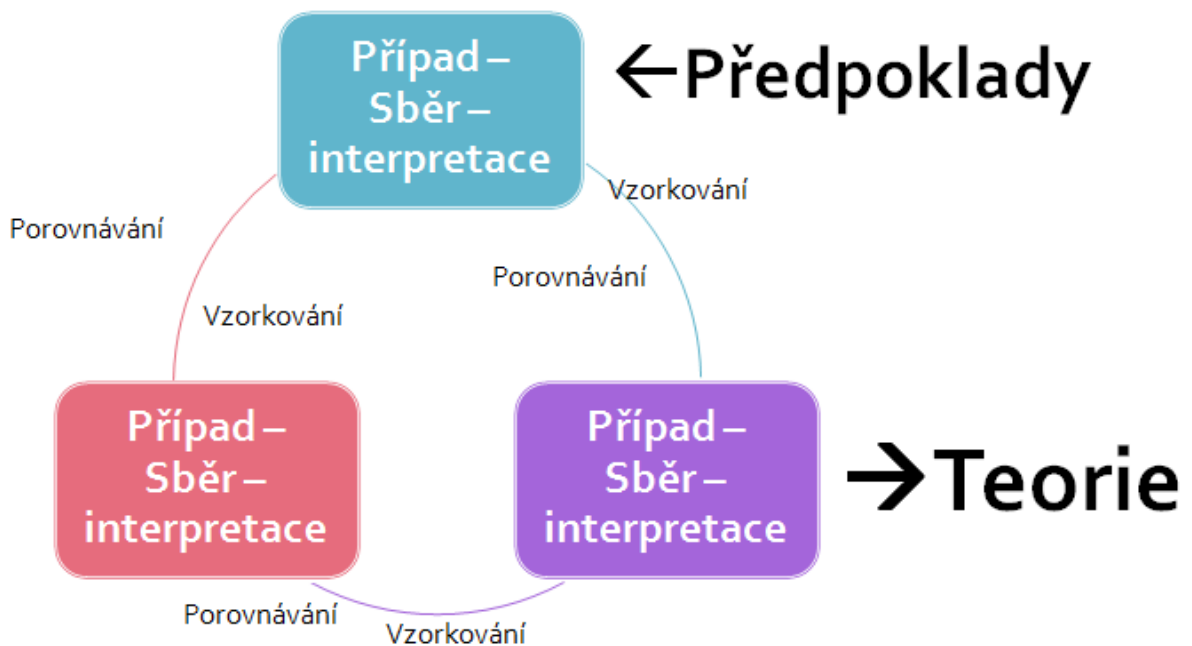 Případ –
Sběr –
interpretace
←Předpoklady
Vzorkování
Porovnávání
Porovnávání
Vzorkování
Případ –
Sběr –
interpretace
Případ –
Sběr –
interpretace
→Teorie
Porovnávání
Vzorkování